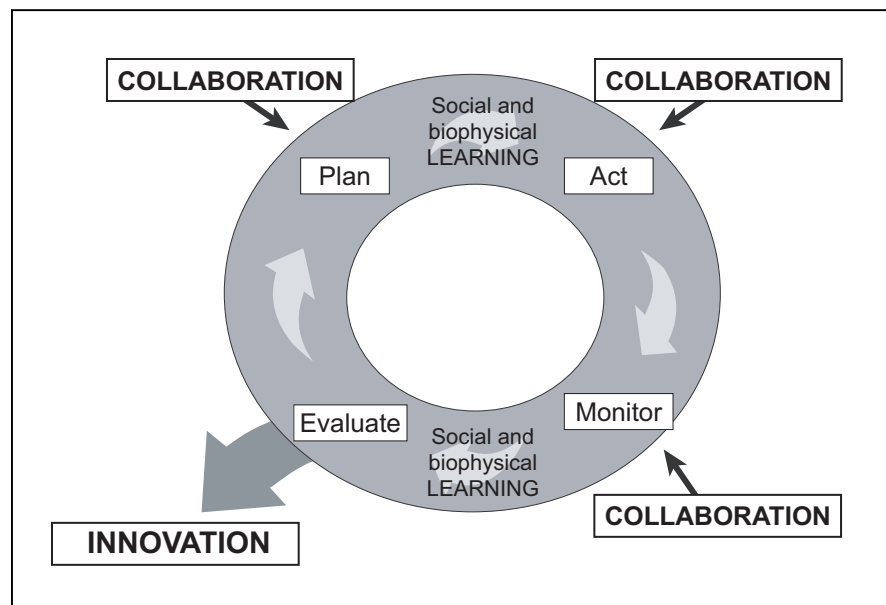 COLLABORATION
COLLABORATION
Social and
biophysical
LEARNING
Plan
Act
Evaluate
Monitor
Social and
biophysical
LEARNING
COLLABORATION
INNOVATION